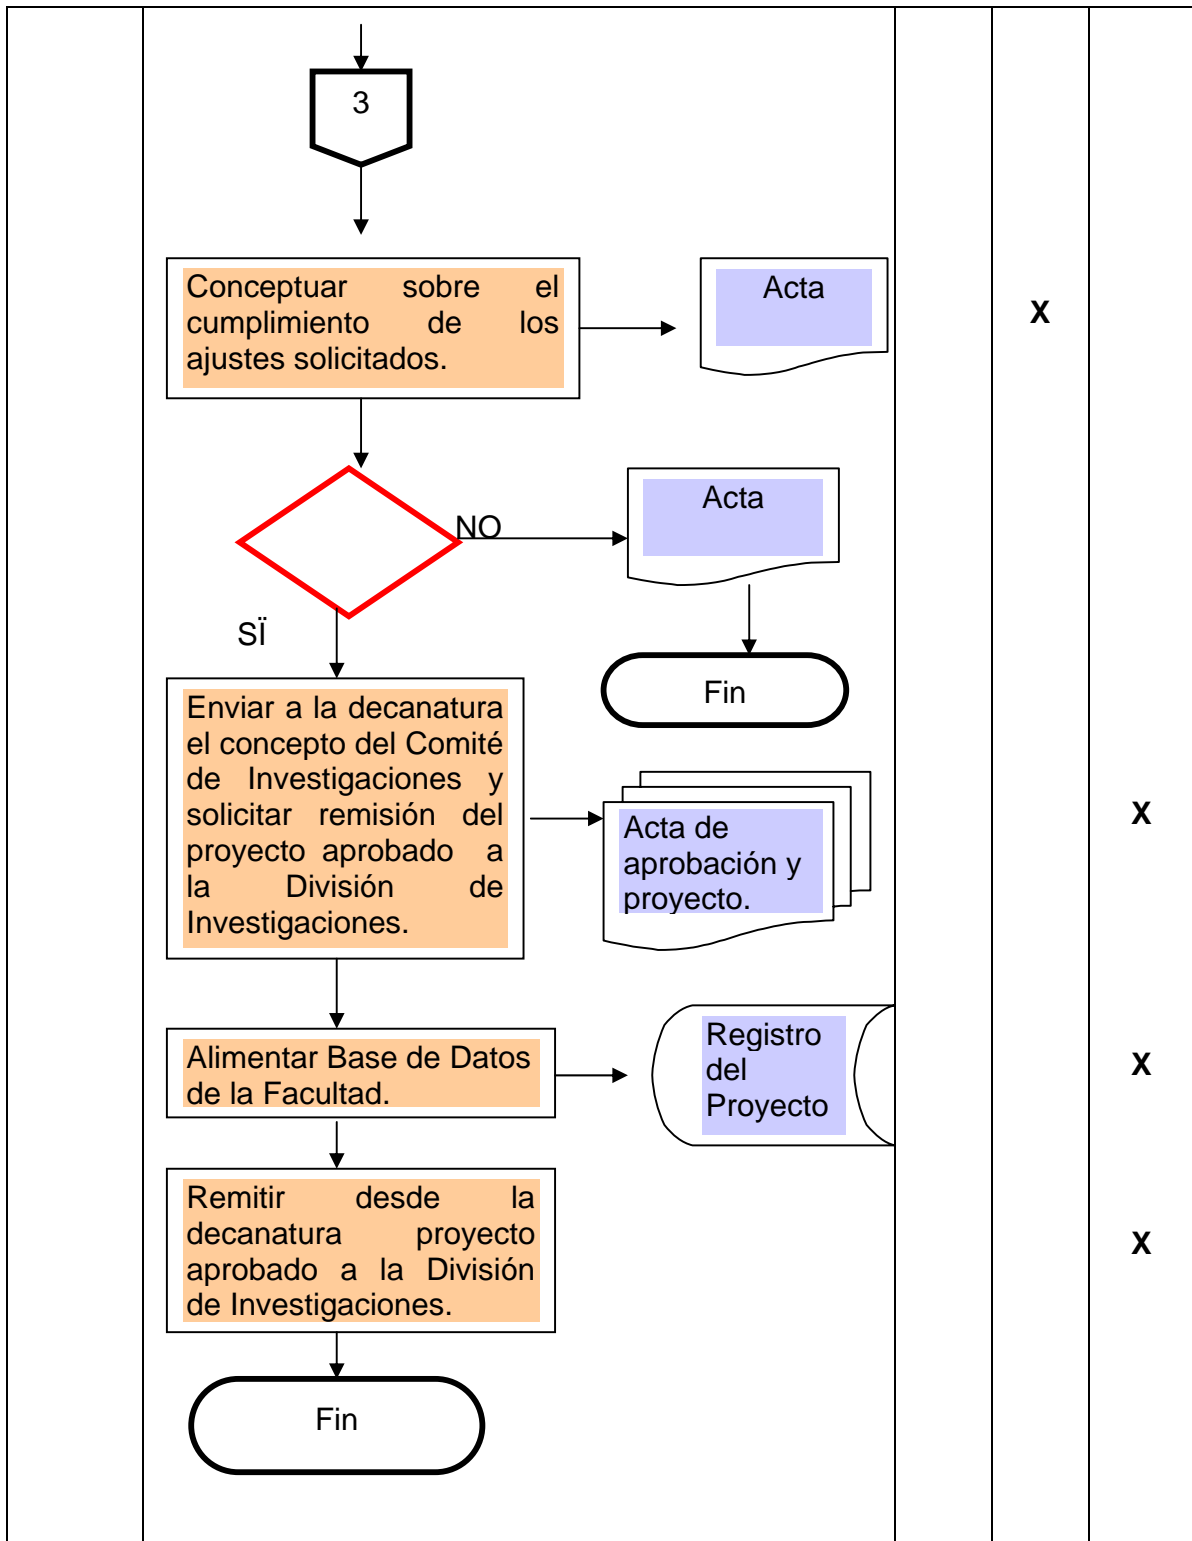 3
Conceptuar sobre el
cumplimiento de los
ajustes solicitados.
Acta
X
NO
Acta
SÏ
Fin
Enviar a la decanatura
el concepto del Comité
de Investigaciones y
solicitar remisión del
proyecto aprobado a
la División de
Investigaciones.
Acta de
aprobación y
proyecto.
X
Alimentar Base de Datos
de la Facultad.
Registro
del
Proyecto
X
Remitir desde la
decanatura proyecto
aprobado a la División
de Investigaciones.
X
Fin